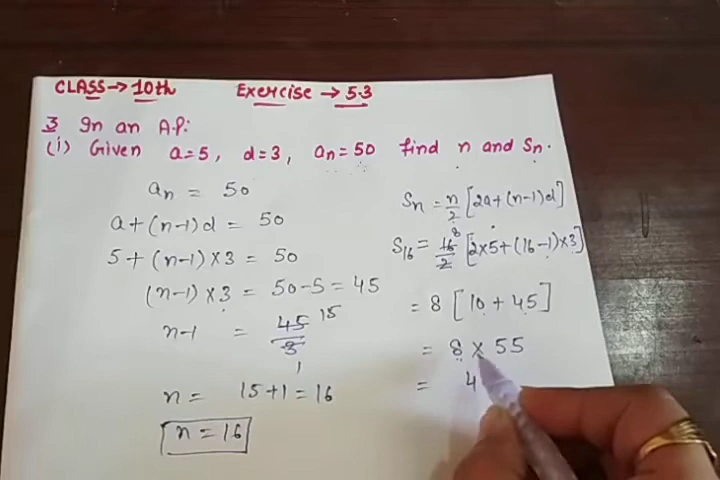 CLASS → 10th Exercise → 5.3
3 In an A.P:
(i) Given a=5, d=3, an=50 find n and Sn.
an = 50
a+(n-1)d = 50
5+(n-1)×3 = 50
(n-1)×3 = 50-5=45
n-1 = 45/3 15
1
n = 15+1=16
n=16
Sn = n/2 [2a+(n-1)d]
8
S16 = 16/2 [2×5+(16-1)×3]
= 8 [10+45]
= 8×55
= 4